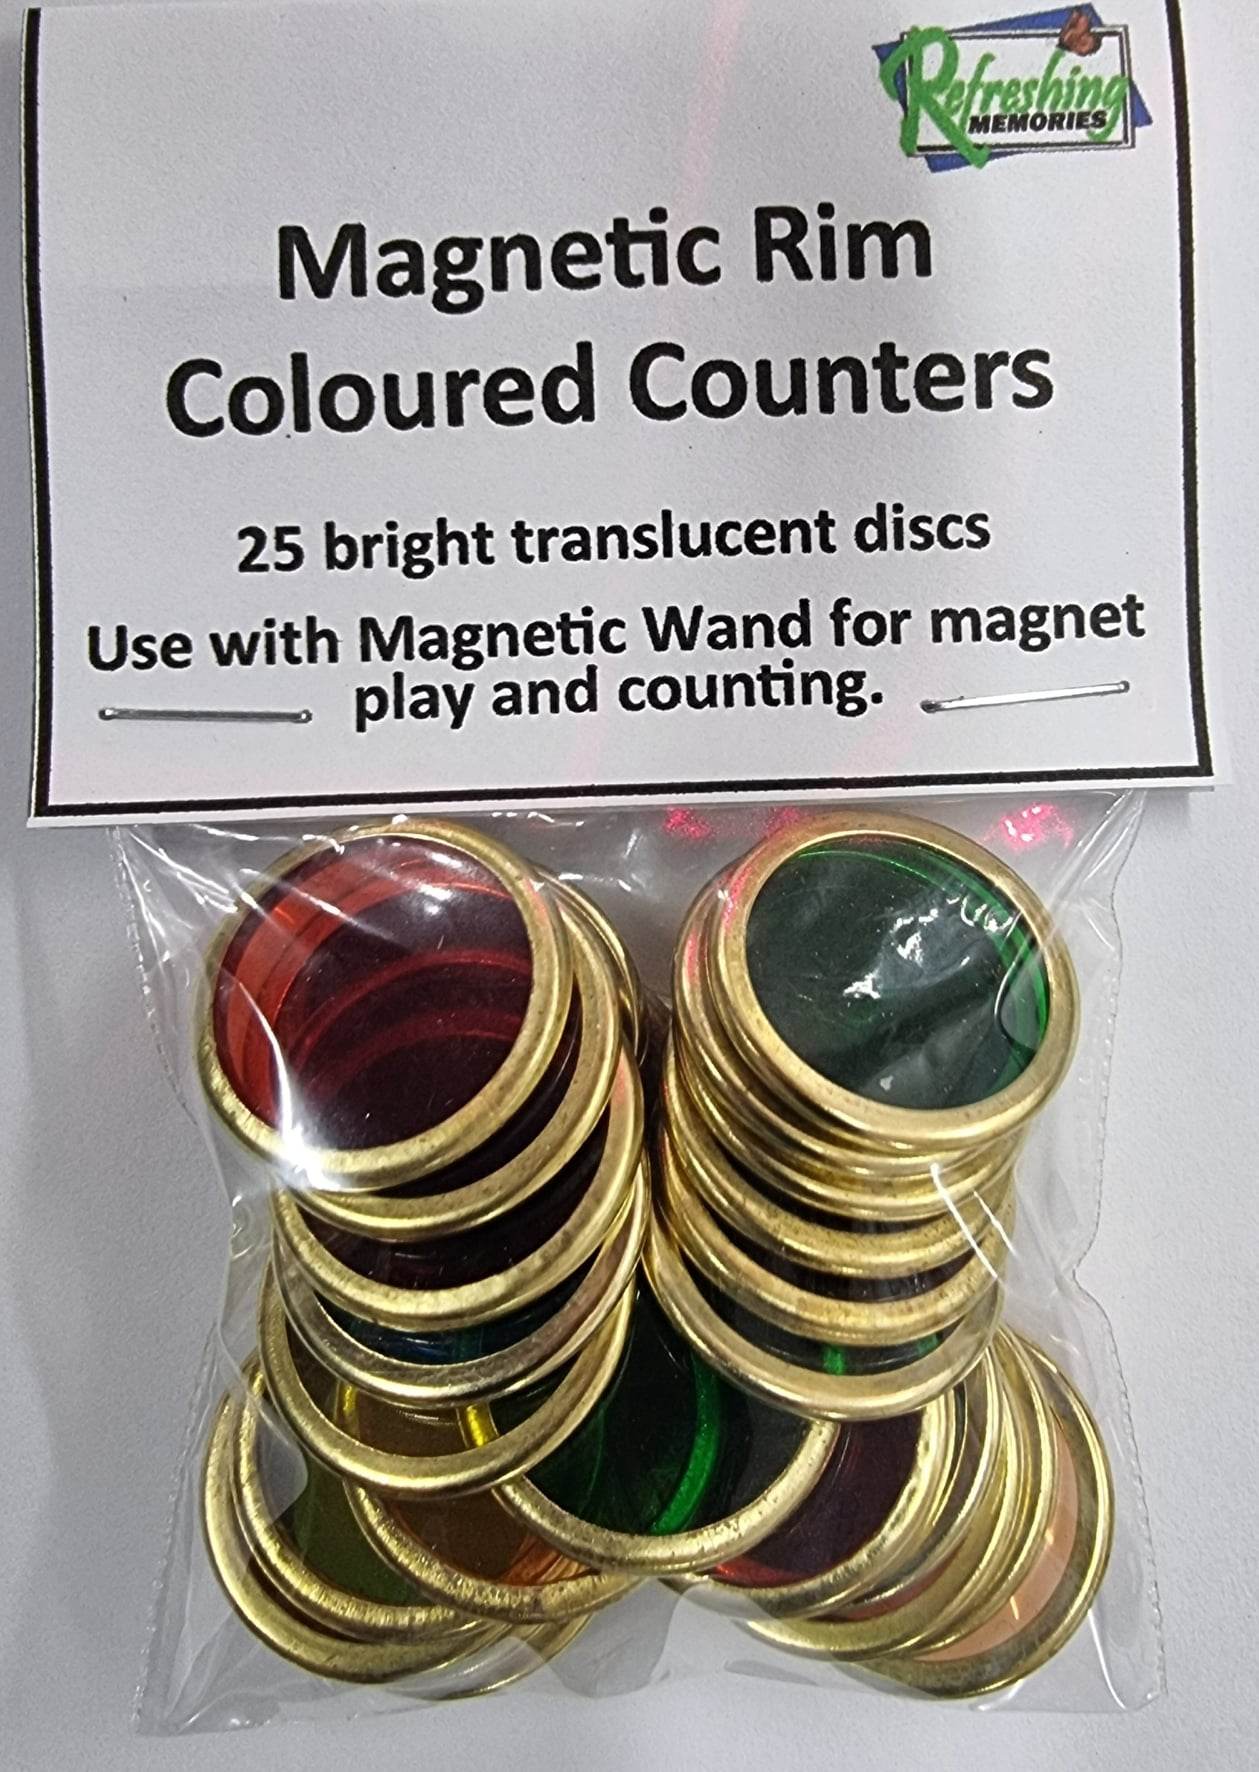 Refreshing
MEMORIES
Magnetic Rim
Coloured Counters
25 bright translucent discs
Use with Magnetic Wand for magnet
play and counting.